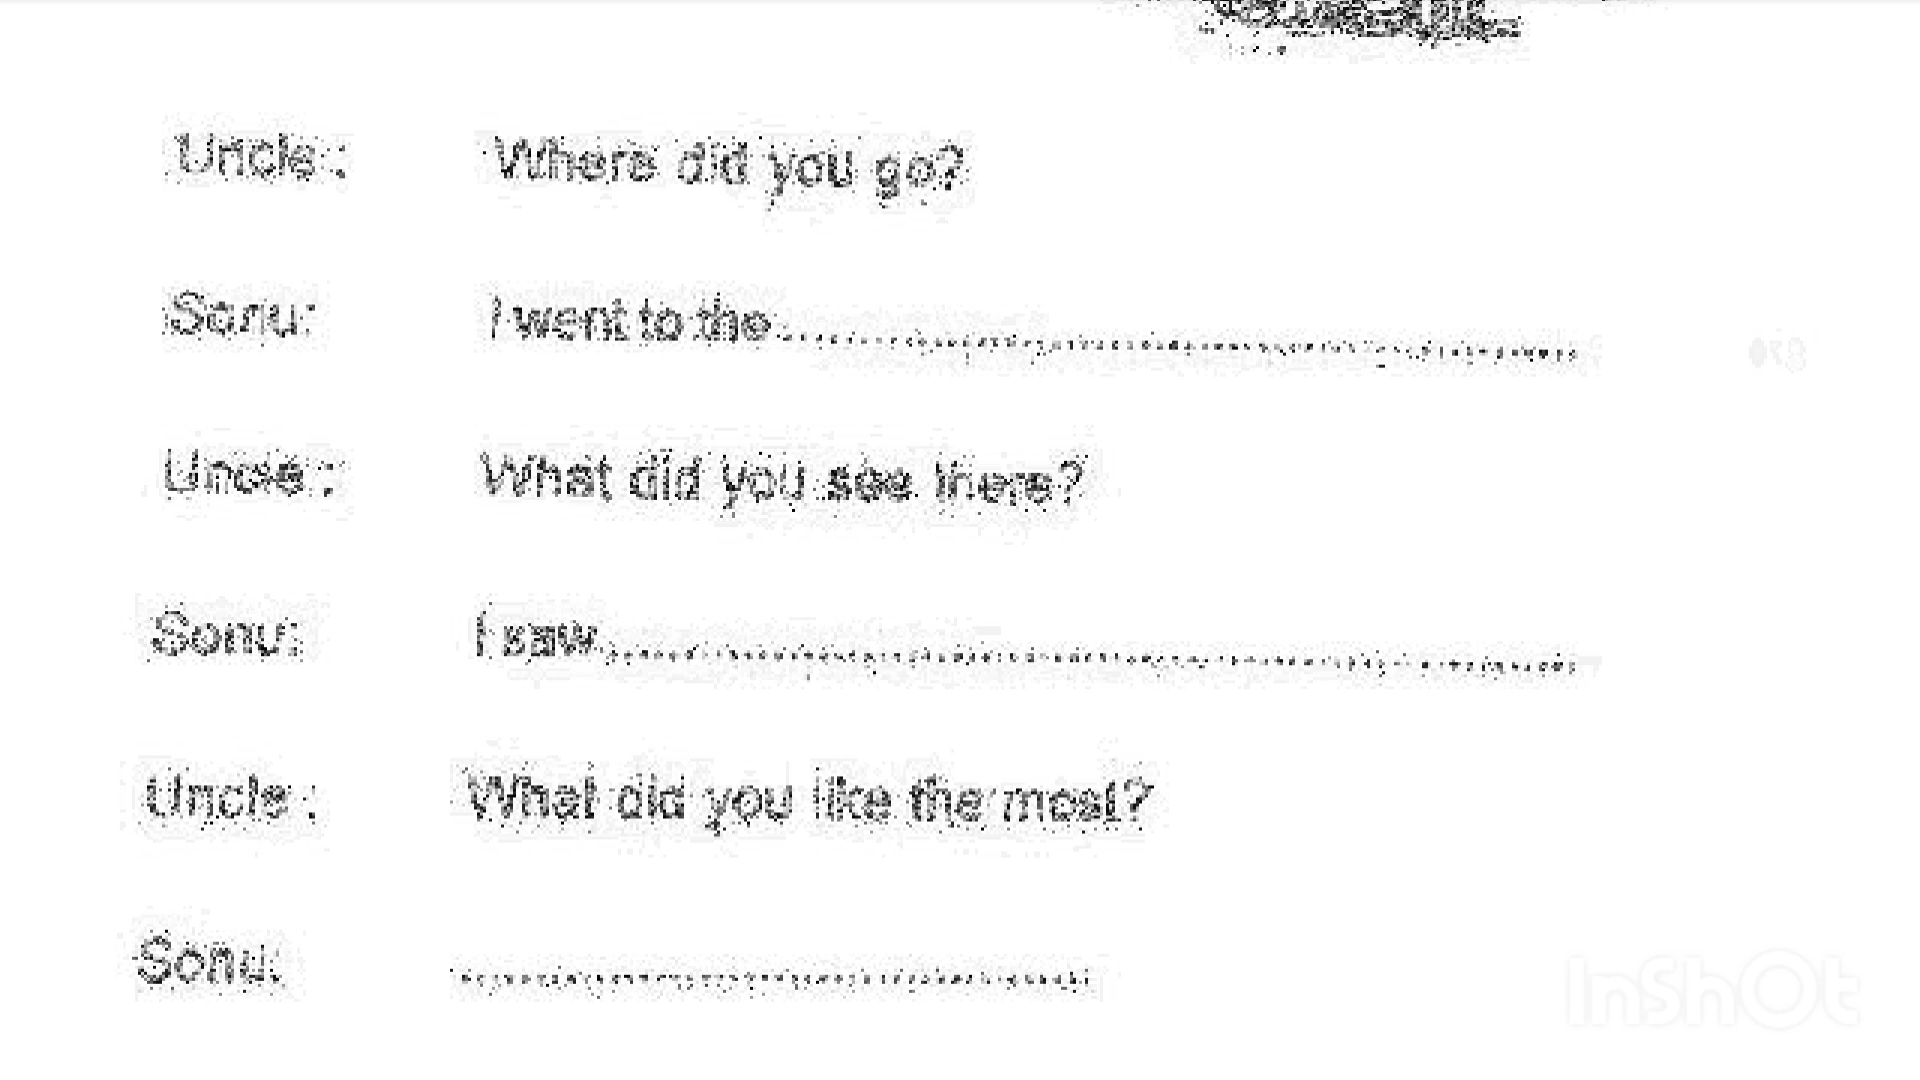 Uncle : Where did you go?
Sonu: I went to the ........................................
Uncle : What did you see there?
Sonu: I saw ........................................
Uncle : What did you like the most?
Sonu: ........................................
InShOt